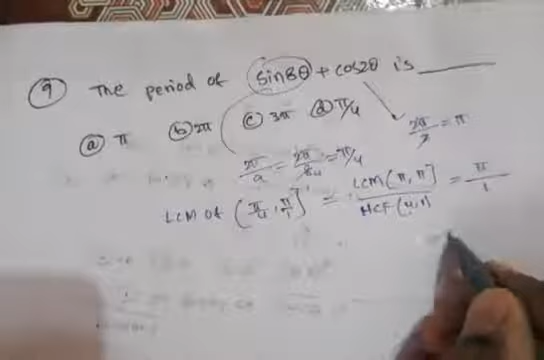 ⑨ The period of sin8θ + cos2θ is ______
ⓐ π ⓑ 2π ⓒ 3π ⓓ π/4
2π/2 = π
2π/a = 2π/84 = π/4
LCM of (π/4, π/1) = LCM(π, π)/HCF(4,1) = π/1